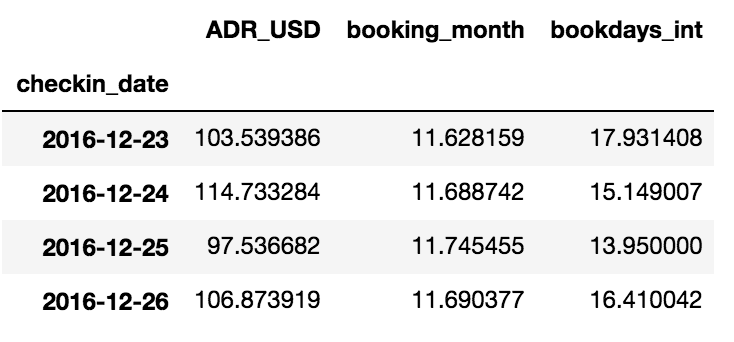 ADR_USD booking_month bookdays_int
checkin_date
2016-12-23 103.539386 11.628159 17.931408
2016-12-24 114.733284 11.688742 15.149007
2016-12-25 97.536682 11.745455 13.950000
2016-12-26 106.873919 11.690377 16.410042